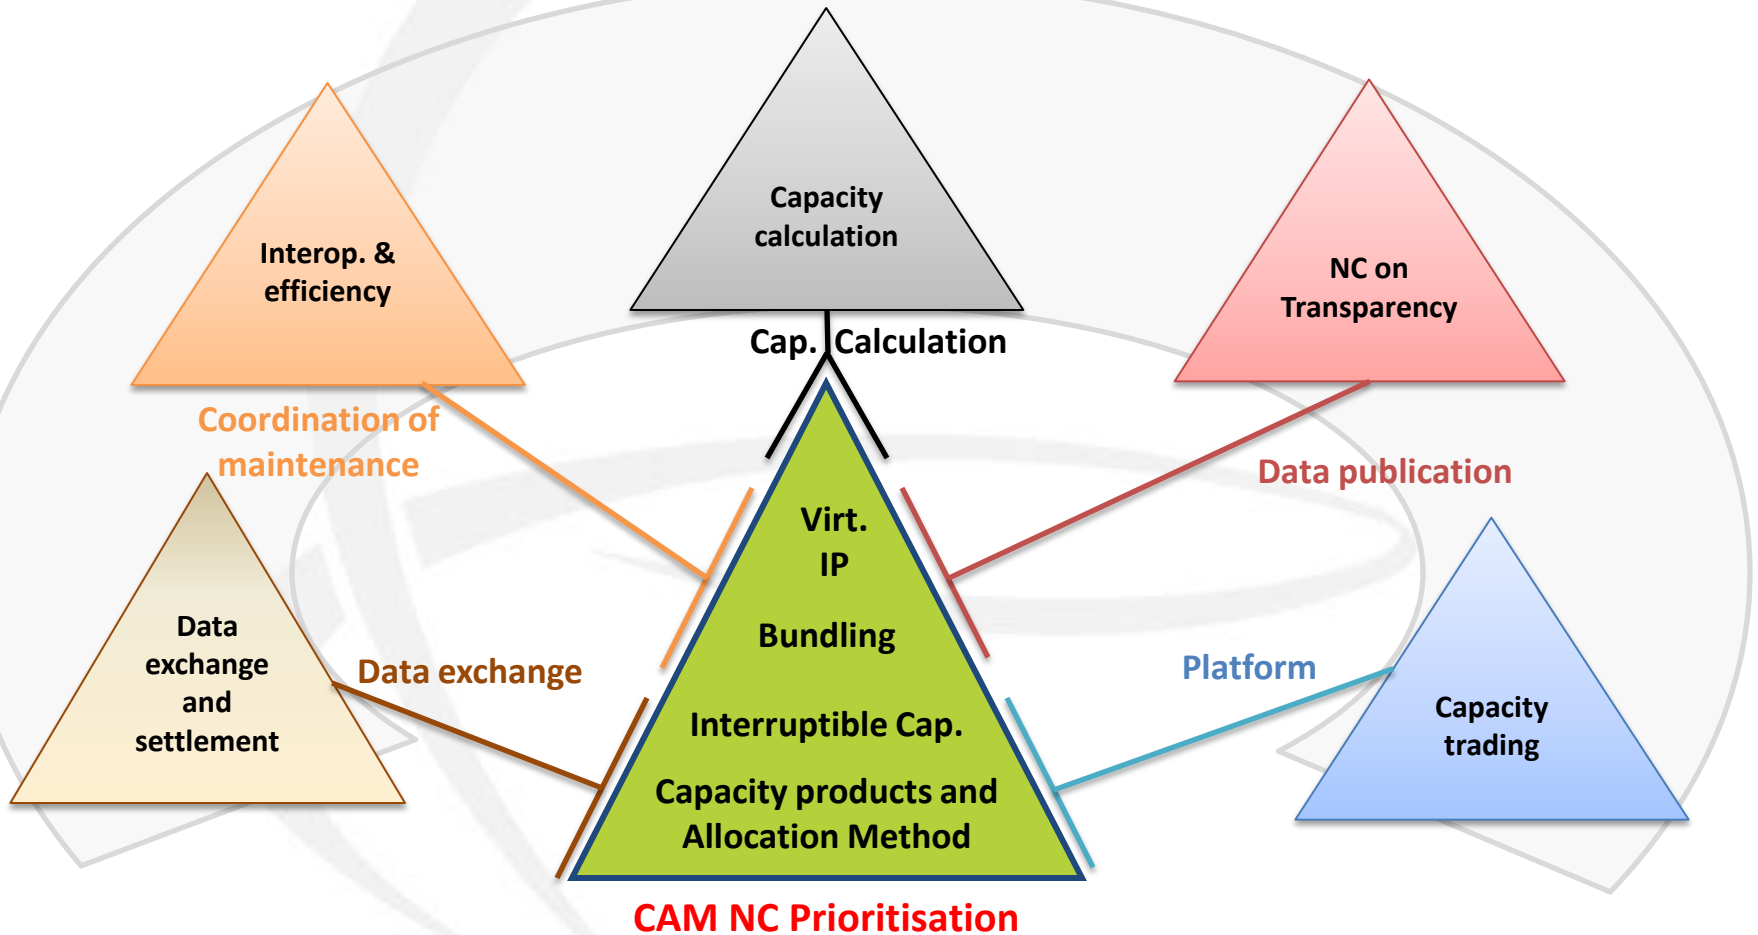 Capacity
calculation
Interop. &
efficiency
NC on
Transparency
Cap. Calculation
Coordination of
maintenance
Data publication
Virt.
IP
Bundling
Data
exchange
and
settlement
Data exchange
Platform
Interruptible Cap.
Capacity
trading
Capacity products and
Allocation Method
CAM NC Prioritisation